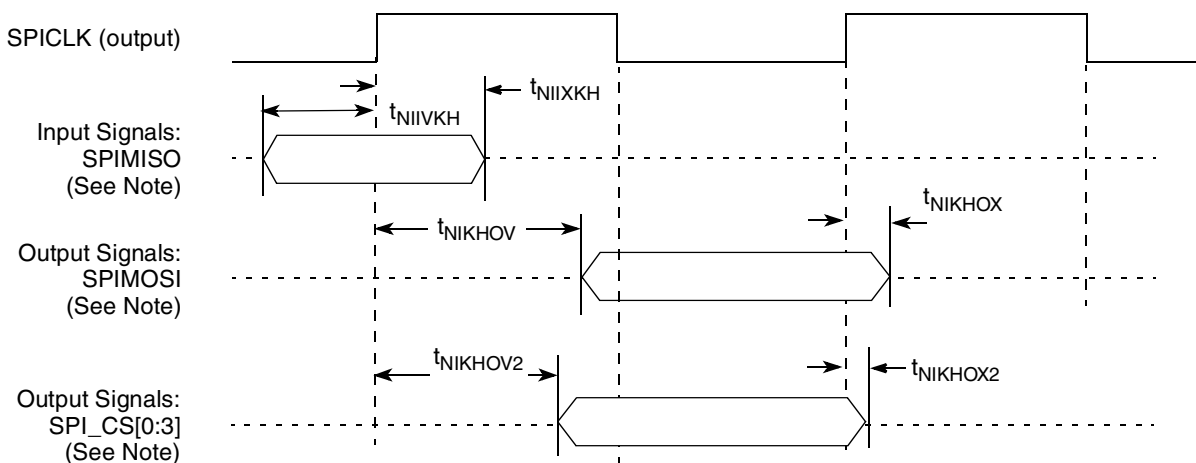 SPICLK (output)
tNIIXKH
tNIIVKH
Input Signals:
SPIMISO
(See Note)
tNIKHOX
tNIKHOV
Output Signals:
SPIMOSI
(See Note)
tNIKHOV2
tNIKHOX2
Output Signals:
SPI_CS[0:3]
(See Note)